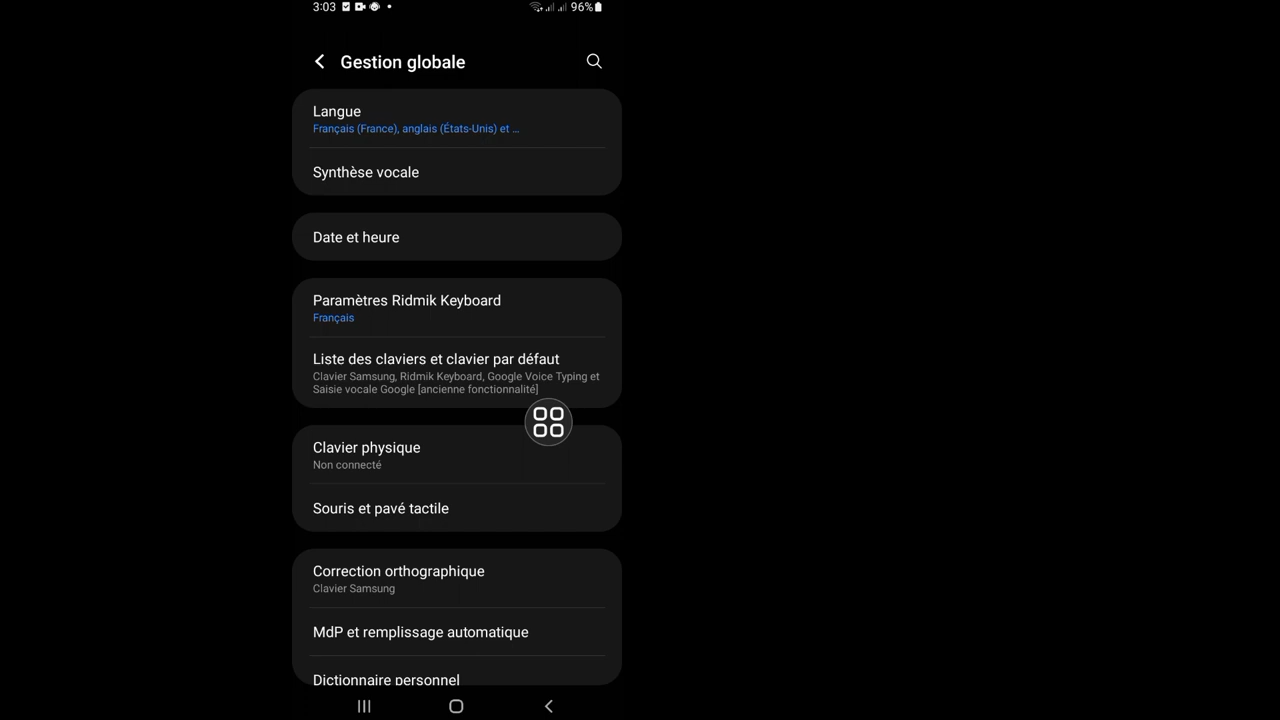 3:03 96%
Gestion globale
Langue
Français (France), anglais (États-Unis) et ...
Synthèse vocale
Date et heure
Paramètres Ridmik Keyboard
Français
Liste des claviers et clavier par défaut
Clavier Samsung, Ridmik Keyboard, Google Voice Typing et
Saisie vocale Google [ancienne fonctionnalité]
Clavier physique
Non connecté
Souris et pavé tactile
Correction orthographique
Clavier Samsung
MdP et remplissage automatique
Dictionnaire personnel